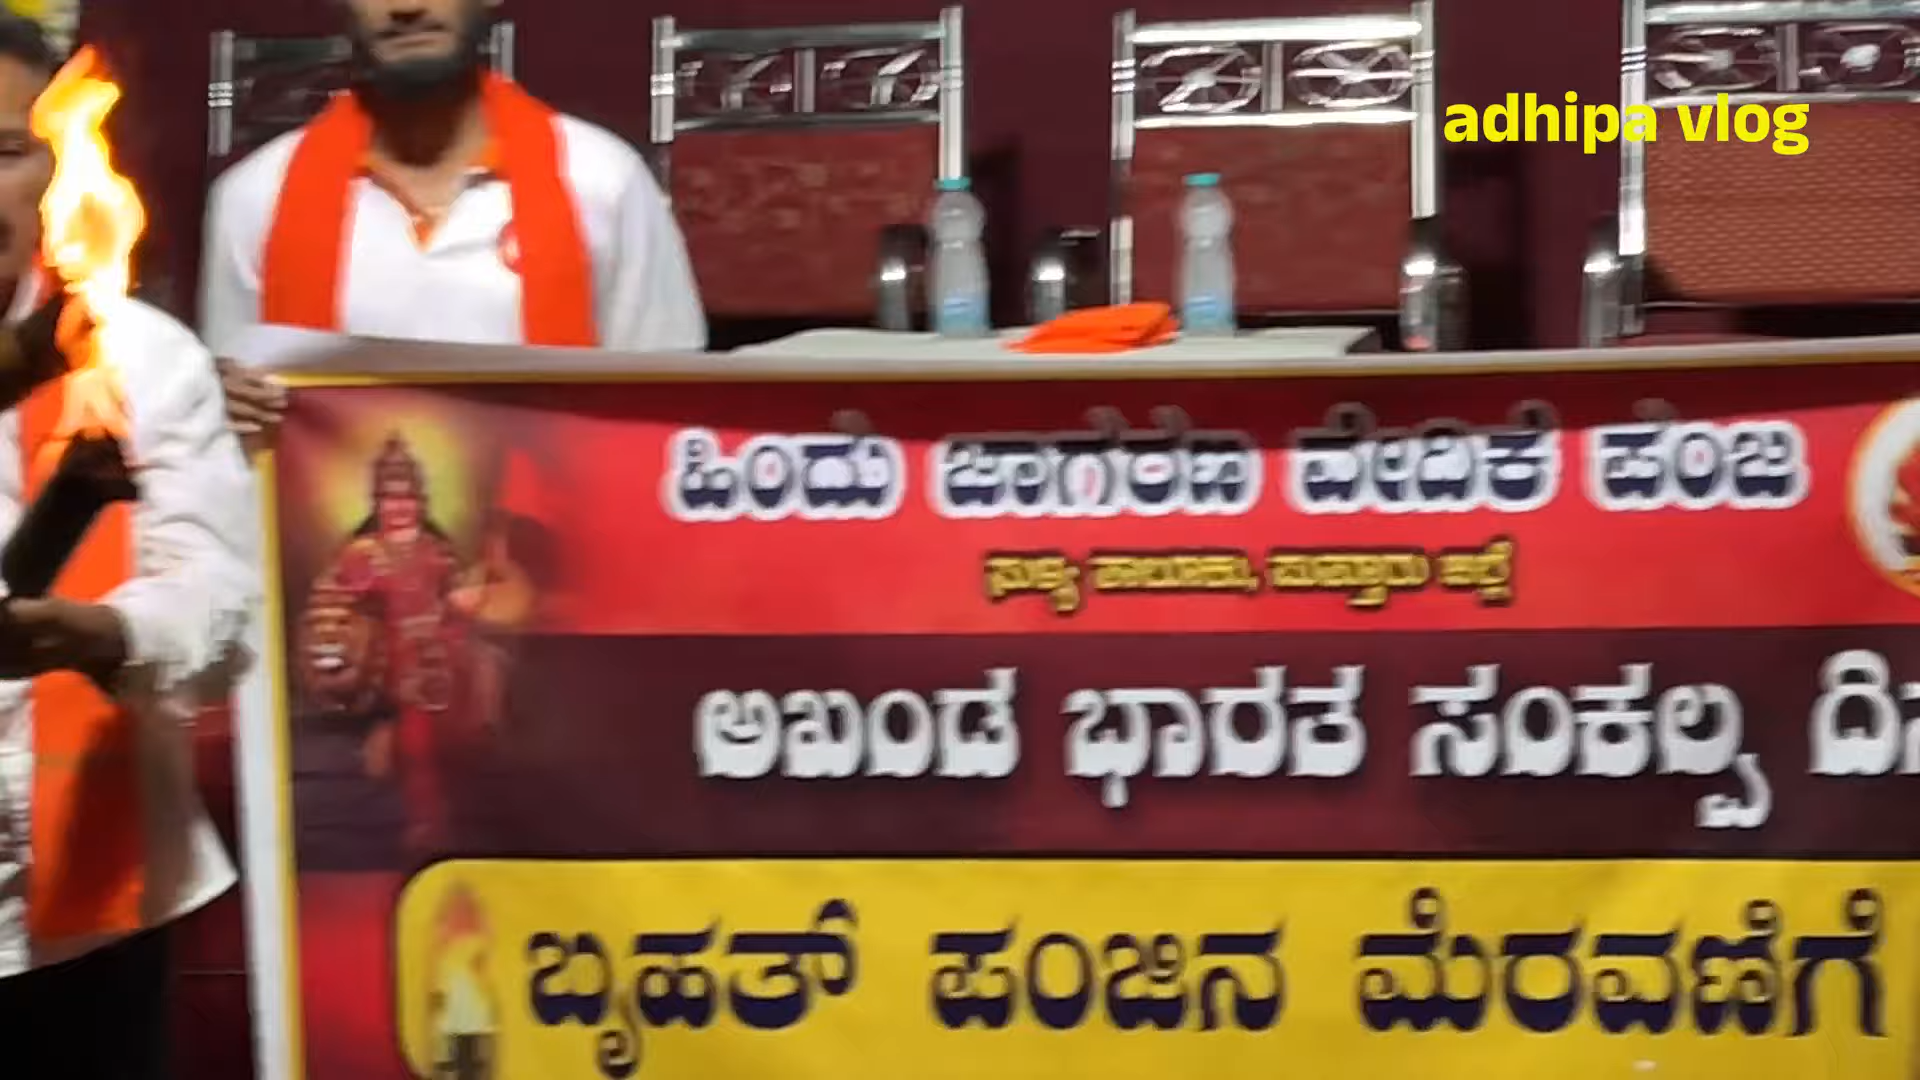 adhipa vlog
ಹಿಂದು ಜಾಗರಣ ವೇದಿಕೆ ಪಂಜ
ಸುಳ್ಯ ತಾಲೂಕು, ಪುತ್ತೂರು ಜಿಲ್ಲೆ
ಅಖಂಡ ಭಾರತ ಸಂಕಲ್ಪ
ಬೃಹತ್ ಪಂಜಿನ ಮೆರವಣಿಗೆ